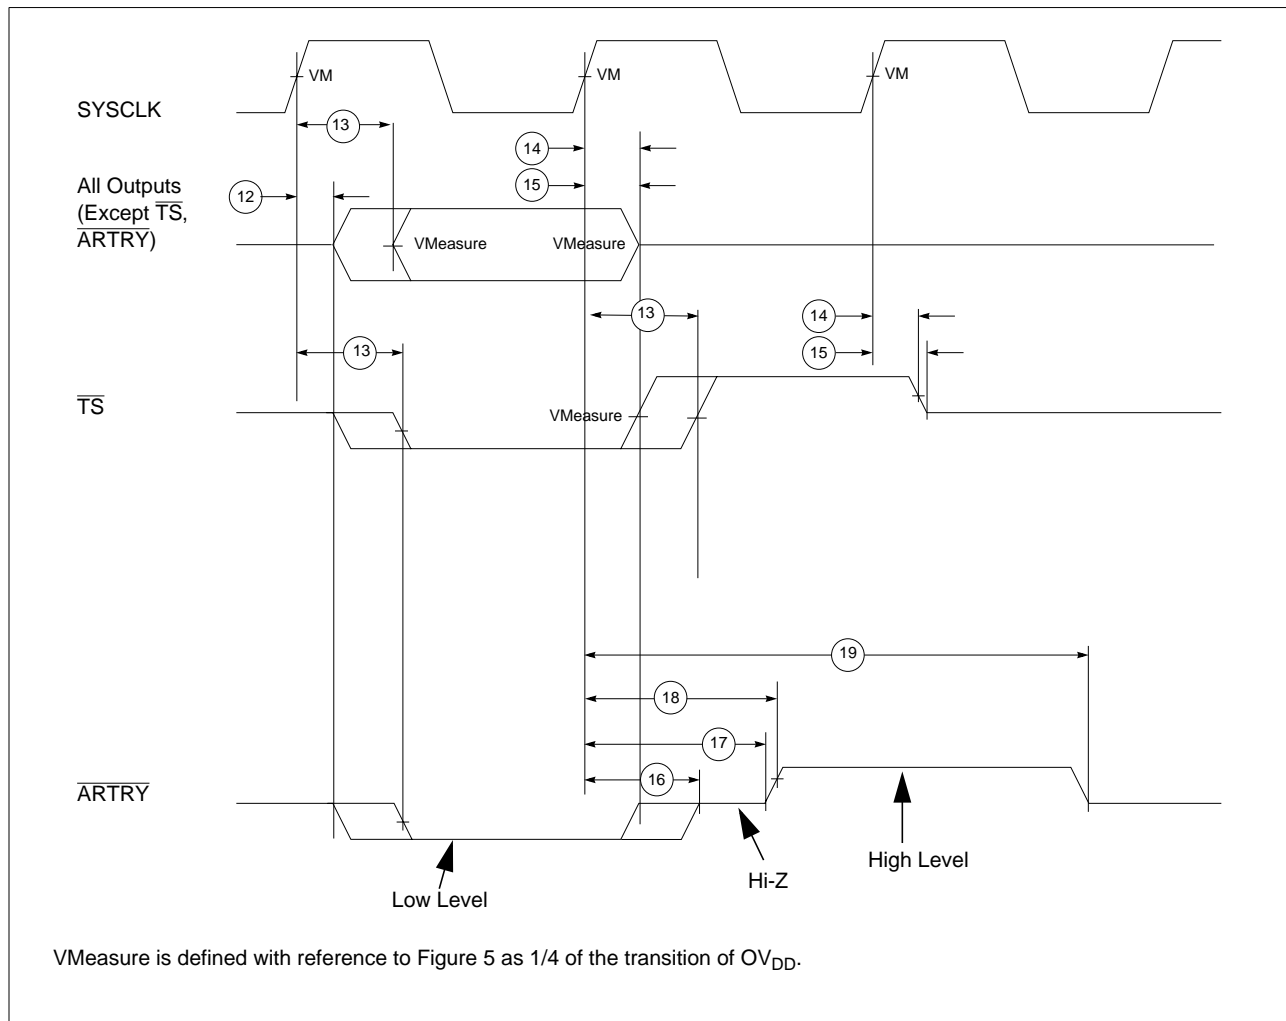 VM
VM
VM
SYSCLK
13
14
15
12
All Outputs
(Except TS,
ARTRY)
VMeasure
VMeasure
13
14
13
15
TS
VMeasure
19
18
17
16
ARTRY
High Level
Hi-Z
Low Level
VMeasure is defined with reference to Figure 5 as 1/4 of the transition of OVDD.